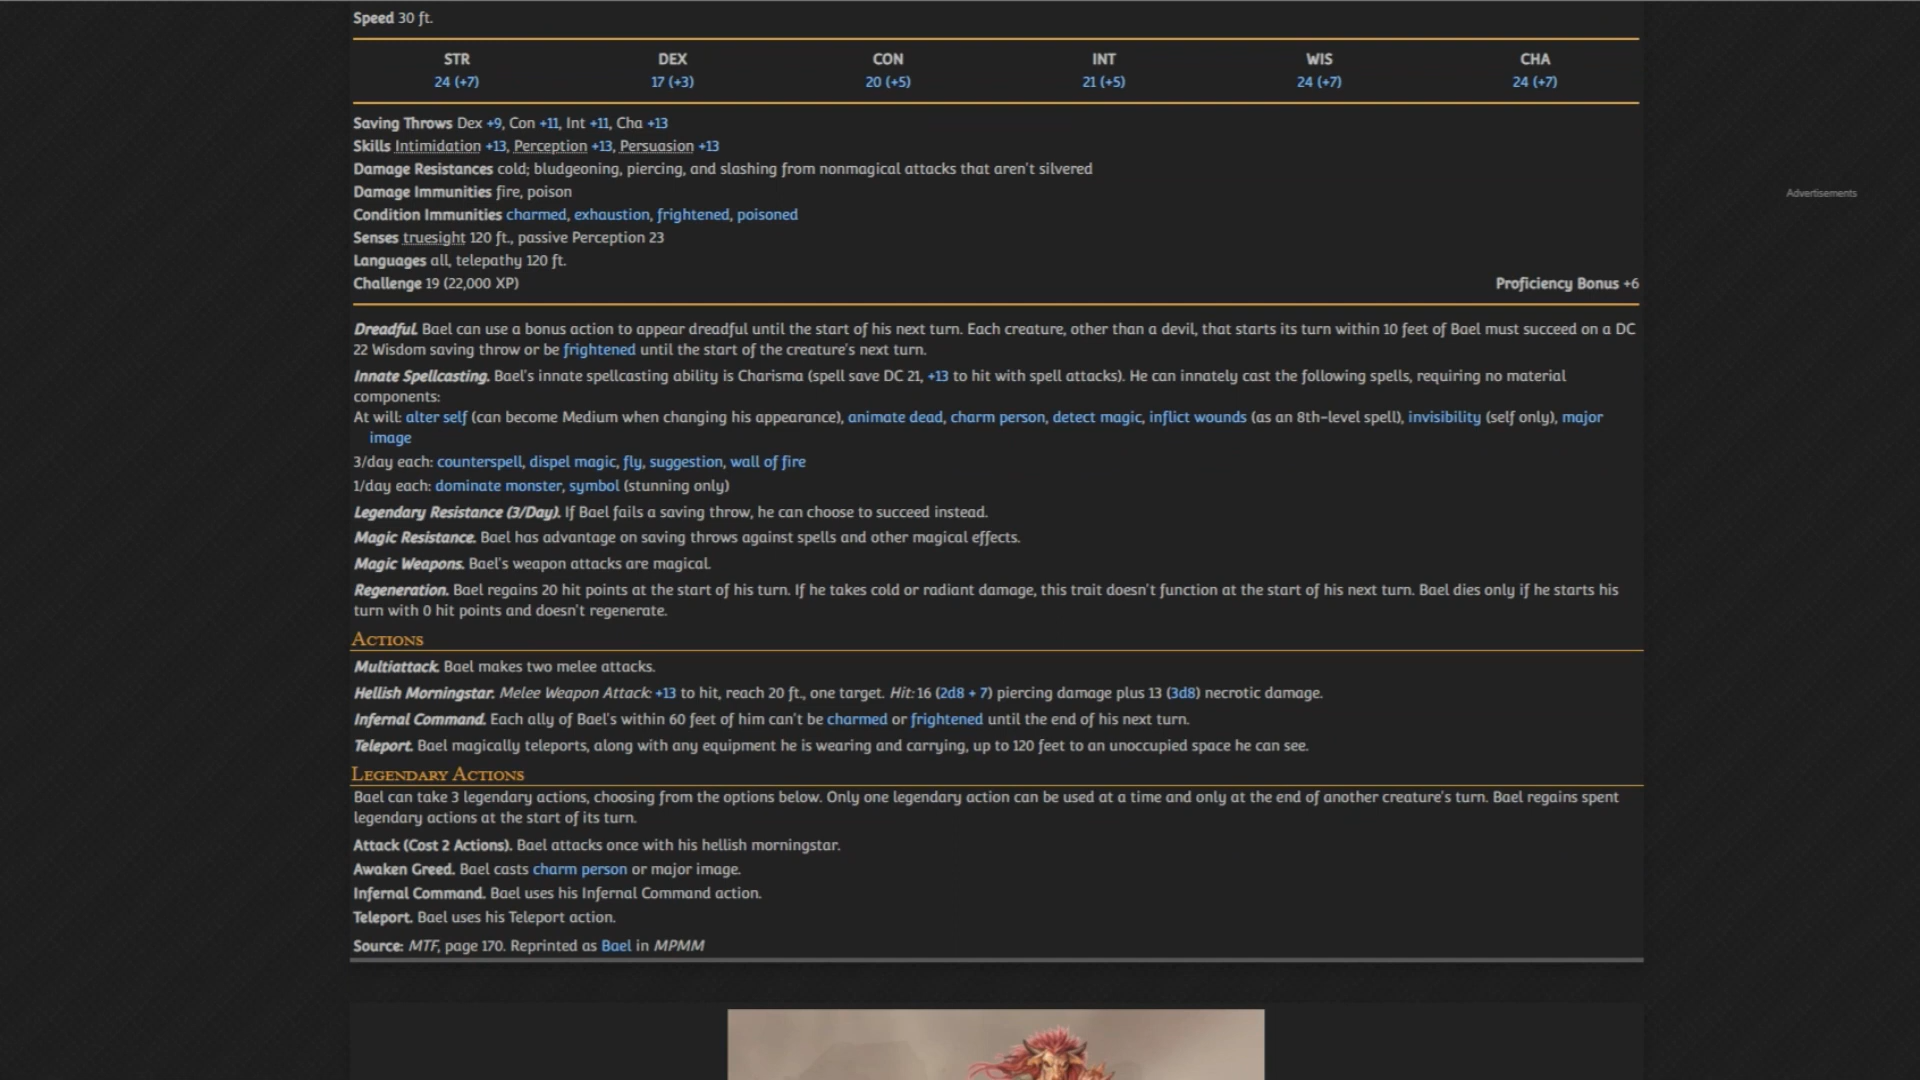 Speed 30 ft.
STR DEX CON INT WIS CHA
24 (+7) 17 (+3) 20 (+5) 21 (+5) 24 (+7) 24 (+7)
Saving Throws Dex +9, Con +11, Int +11, Cha +13
Skills Intimidation +13, Perception +13, Persuasion +13
Damage Resistances cold; bludgeoning, piercing, and slashing from nonmagical attacks that aren't silvered
Advertisements
Damage Immunities fire, poison
Condition Immunities charmed, exhaustion, frightened, poisoned
Senses truesight 120 ft., passive Perception 23
Languages all, telepathy 120 ft.
Challenge 19 (22,000 XP) Proficiency Bonus +6
Dreadful. Bael can use a bonus action to appear dreadful until the start of his next turn. Each creature, other than a devil, that starts its turn within 10 feet of Bael must succeed on a DC
22 Wisdom saving throw or be frightened until the start of the creature's next turn.
Innate Spellcasting. Bael's innate spellcasting ability is Charisma (spell save DC 21, +13 to hit with spell attacks). He can innately cast the following spells, requiring no material
components:
At will: alter self (can become Medium when changing his appearance), animate dead, charm person, detect magic, inflict wounds (as an 8th-level spell), invisibility (self only), major
image
3/day each: counterspell, dispel magic, fly, suggestion, wall of fire
1/day each: dominate monster, symbol (stunning only)
Legendary Resistance (3/Day). If Bael fails a saving throw, he can choose to succeed instead.
Magic Resistance. Bael has advantage on saving throws against spells and other magical effects.
Magic Weapons. Bael's weapon attacks are magical.
Regeneration. Bael regains 20 hit points at the start of his turn. If he takes cold or radiant damage, this trait doesn't function at the start of his next turn. Bael dies only if he starts his
turn with 0 hit points and doesn't regenerate.
Actions
Multiattack. Bael makes two melee attacks.
Hellish Morningstar. Melee Weapon Attack: +13 to hit, reach 20 ft., one target. Hit: 16 (2d8 + 7) piercing damage plus 13 (3d8) necrotic damage.
Infernal Command. Each ally of Bael's within 60 feet of him can't be charmed or frightened until the end of his next turn.
Teleport. Bael magically teleports, along with any equipment he is wearing and carrying, up to 120 feet to an unoccupied space he can see.
Legendary Actions
Bael can take 3 legendary actions, choosing from the options below. Only one legendary action can be used at a time and only at the end of another creature's turn. Bael regains spent
legendary actions at the start of its turn.
Attack (Cost 2 Actions). Bael attacks once with his hellish morningstar.
Awaken Greed. Bael casts charm person or major image.
Infernal Command. Bael uses his Infernal Command action.
Teleport. Bael uses his Teleport action.
Source: MTF, page 170. Reprinted as Bael in MPMM